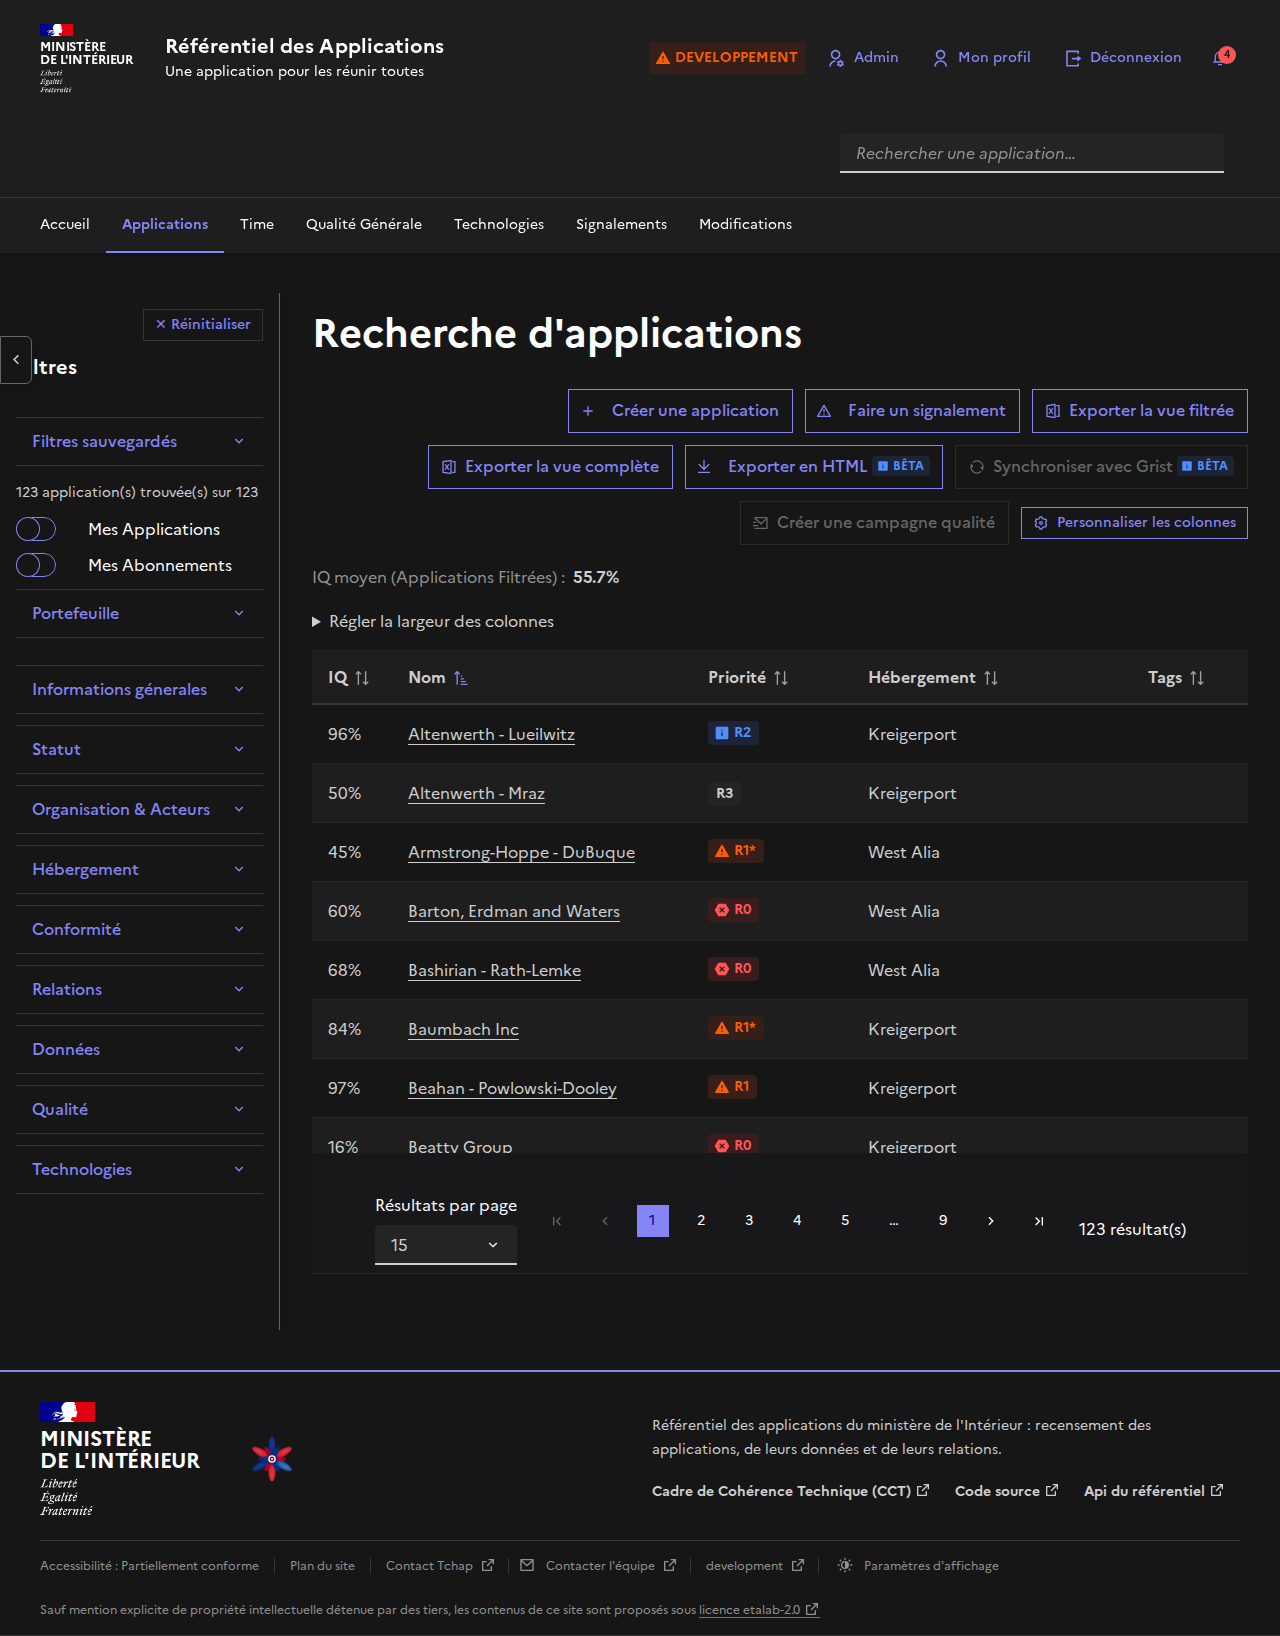 MINISTÈRE
DE L'INTÉRIEUR
Liberté
Égalité
Fraternité
Référentiel des Applications
Une application pour les réunir toutes
DEVELOPPEMENT
Admin
Mon profil
Déconnexion
4
Rechercher une application…
Accueil
Applications
Time
Qualité Générale
Technologies
Signalements
Modifications
Réinitialiser
ltres
Filtres sauvegardés
123 application(s) trouvée(s) sur 123
Mes Applications
Mes Abonnements
Portefeuille
Informations génerales
Statut
Organisation & Acteurs
Hébergement
Conformité
Relations
Données
Qualité
Technologies
Recherche d'applications
Créer une application
Faire un signalement
Exporter la vue filtrée
Exporter la vue complète
Exporter en HTML BÊTA
Synchroniser avec Grist BÊTA
Créer une campagne qualité
Personnaliser les colonnes
IQ moyen (Applications Filtrées) : 55.7%
Régler la largeur des colonnes
IQ Nom Priorité Hébergement Tags
96% Altenwerth - Lueilwitz R2 Kreigerport
50% Altenwerth - Mraz R3 Kreigerport
45% Armstrong-Hoppe - DuBuque R1* West Alia
60% Barton, Erdman and Waters R0 West Alia
68% Bashirian - Rath-Lemke R0 West Alia
84% Baumbach Inc R1* Kreigerport
97% Beahan - Powlowski-Dooley R1 Kreigerport
16% Beatty Group R0 Kreigerport
Résultats par page
15
1 2 3 4 5 … 9
123 résultat(s)
MINISTÈRE
DE L'INTÉRIEUR
Liberté
Égalité
Fraternité
Référentiel des applications du ministère de l'Intérieur : recensement des
applications, de leurs données et de leurs relations.
Cadre de Cohérence Technique (CCT)
Code source
Api du référentiel
Accessibilité : Partiellement conforme
Plan du site
Contact Tchap
Contacter l'équipe
development
Paramètres d'affichage
Sauf mention explicite de propriété intellectuelle détenue par des tiers, les contenus de ce site sont proposés sous licence etalab-2.0